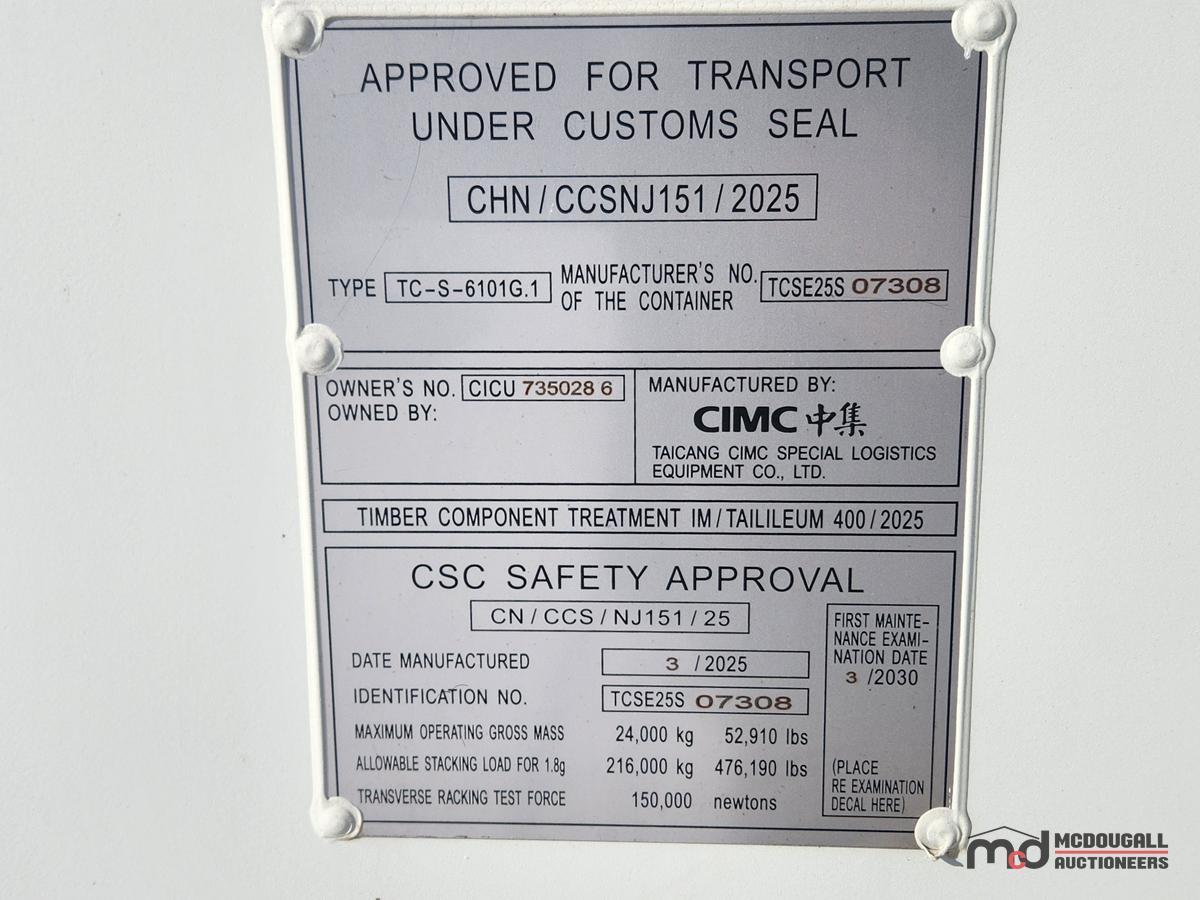 APPROVED FOR TRANSPORT
UNDER CUSTOMS SEAL
CHN/CCSNJ151/2025
TYPE TC-S-6101G.1
MANUFACTURER'S NO.
OF THE CONTAINER
TCSE25S 07308
OWNER'S NO. CICU 735028 6
OWNED BY:
MANUFACTURED BY:
CIMC 中集
TAICANG CIMC SPECIAL LOGISTICS
EQUIPMENT CO., LTD.
TIMBER COMPONENT TREATMENT IM/TAILILEUM 400/2025
CSC SAFETY APPROVAL
CN/CCS/NJ151/25
DATE MANUFACTURED 3 /2025
IDENTIFICATION NO. TCSE25S 07308
MAXIMUM OPERATING GROSS MASS 24,000 kg 52,910 lbs
ALLOWABLE STACKING LOAD FOR 1.8g 216,000 kg 476,190 lbs
TRANSVERSE RACKING TEST FORCE 150,000 newtons
FIRST MAINTE-
NANCE EXAMI-
NATION DATE
3 /2030
(PLACE
RE EXAMINATION
DECAL HERE)
mcd MCDOUGALL
AUCTIONEERS